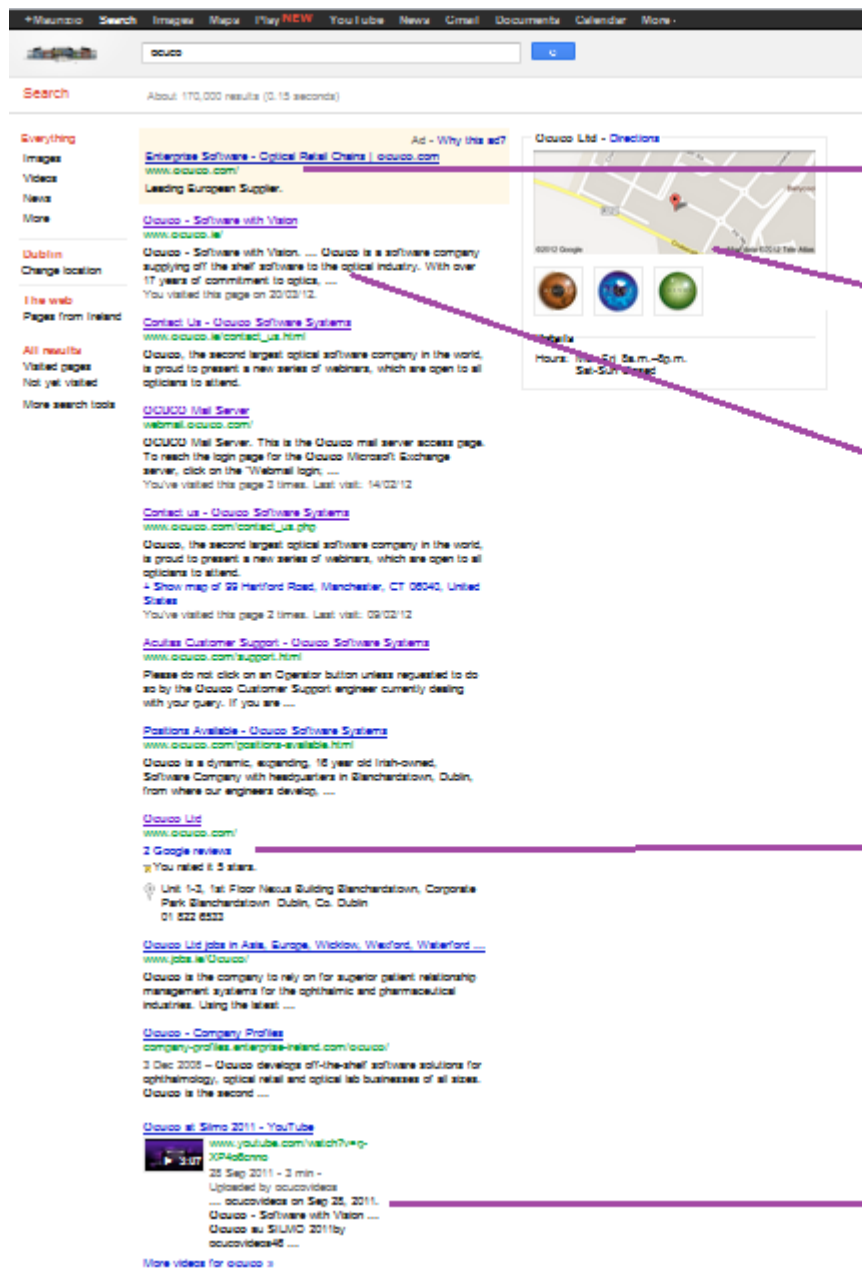 +Maurizio Search Images Maps Play NEW YouTube News Gmail Documents Calendar More
ocuco
Search
About 170,000 results (0.15 seconds)
Everything
Images
Videos
News
More
Dublin
Change location
The web
Pages from Ireland
All results
Visited pages
Not yet visited
More search tools
Ad - Why this ad?
Enterprise Software - Optical Retail Chains | ocuco.com
www.ocuco.com/
Leading European Supplier.
Ocuco - Software with Vision
www.ocuco.ie/
Ocuco - Software with Vision. .... Ocuco is a software company
supplying off the shelf software to the optical industry. With over
17 years of commitment to optics, ....
You visited this page on 20/03/12.
Contact Us - Ocuco Software Systems
www.ocuco.ie/contact_us.html
Ocuco, the second largest optical software company in the world,
is proud to present a new series of webinars, which are open to all
opticians to attend.
OCUCO Mail Server
webmail.ocuco.com/
OCUCO Mail Server. This is the Ocuco mail server access page.
To reach the login page for the Ocuco Microsoft Exchange
server, click on the "Webmail login; ....
You've visited this page 3 times. Last visit: 14/02/12
Contact us - Ocuco Software Systems
www.ocuco.com/contact_us.php
Ocuco, the second largest optical software company in the world,
is proud to present a new series of webinars, which are open to all
opticians to attend.
+ Show map of 99 Hartford Road, Manchester, CT 06040, United
States
You've visited this page 2 times. Last visit: 09/02/12
Acuitas Customer Support - Ocuco Software Systems
www.ocuco.com/support.html
Please do not click on an Operator button unless requested to do
so by the Ocuco Customer Support engineer currently dealing
with your query. If you are ....
Positions Available - Ocuco Software Systems
www.ocuco.com/positions-available.html
Ocuco is a dynamic, expanding, 16 year old Irish-owned,
Software Company with headquarters in Blanchardstown, Dublin,
from where our engineers develop, ....
Ocuco Ltd
www.ocuco.com/
2 Google reviews
You rated it 5 stars.
Unit 1-3, 1st Floor Nexus Building Blanchardstown, Corporate
Park Blanchardstown Dublin, Co. Dublin
01 822 6533
Ocuco Ltd jobs in Asia, Europe, Wicklow, Wexford, Waterford ....
www.jobs.ie/Ocuco/
Ocuco is the company to rely on for superior patient relationship
management systems for the ophthalmic and pharmaceutical
industries. Using the latest ....
Ocuco - Company Profiles
company-profiles.enterprise-ireland.com/ocuco/
3 Dec 2008 – Ocuco develops off-the-shelf software solutions for
ophthalmology, optical retail and optical lab businesses of all sizes.
Ocuco is the second ....
Ocuco at Silmo 2011 - YouTube
www.youtube.com/watch?v=
3:07
28 Sep 2011 - 3 min -
Uploaded by ocucovideos
.... ocucovideos on Sep 28, 2011.
Ocuco - Software with Vision ....
Ocuco su SILMO 2011by
ocucovideos46 ....
More videos for ocuco »
Ocuco Ltd - Directions
©2012 Google
Map data ©2012 Tele Atlas
Hours: Mon-Fri 8a.m.–8p.m.
Sat-Sun Closed